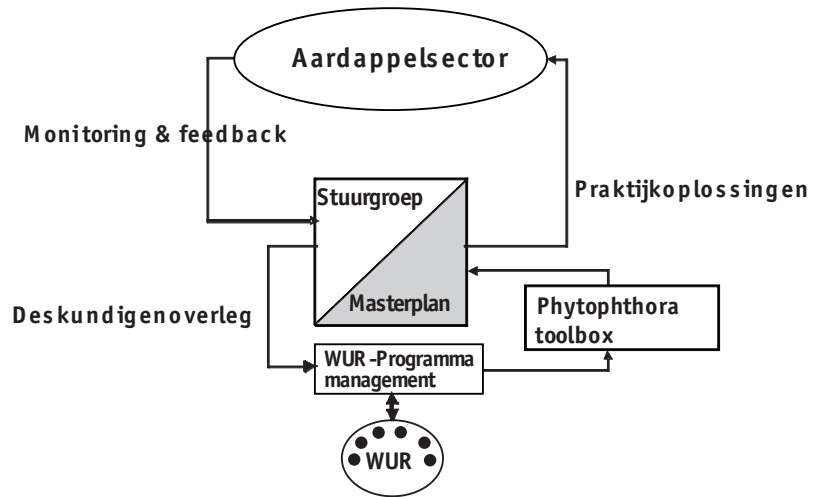 Aardappelsector
Monitoring & feedback
Stuurgroep
Praktijkoplossingen
Masterplan
Deskundigenoverleg
Phytophthora
toolbox
WUR-Programma
management
WUR